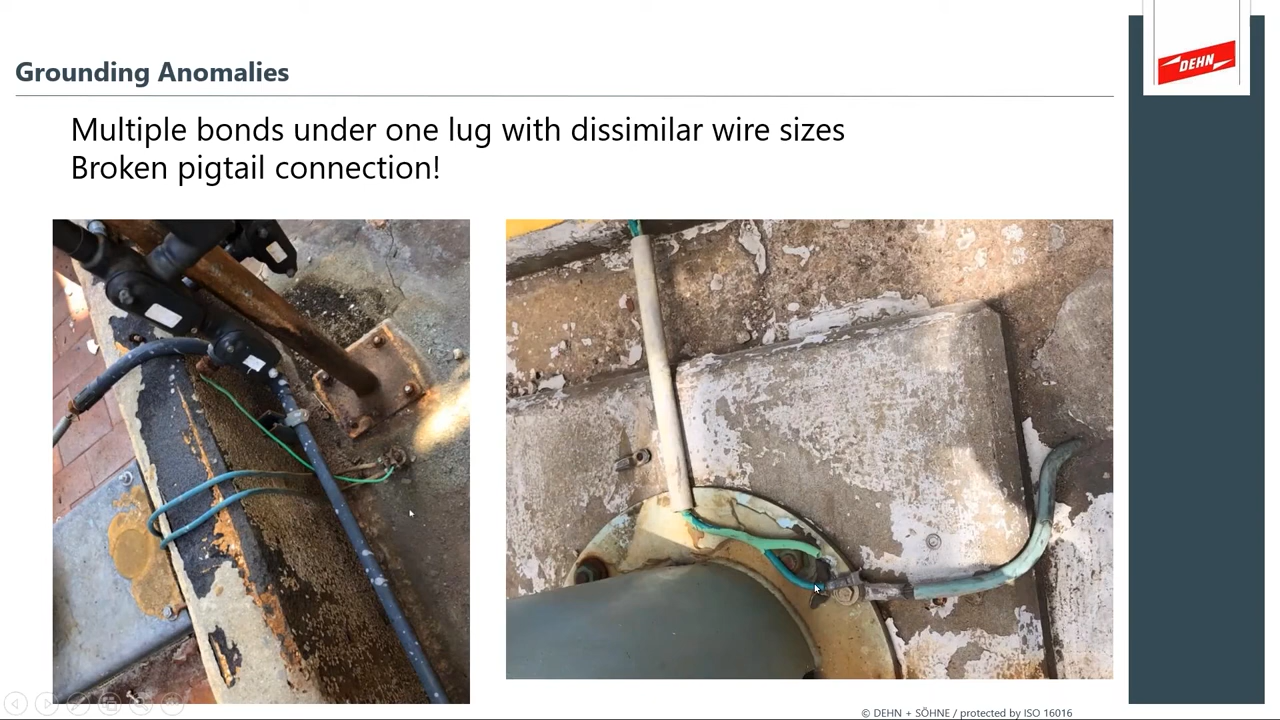 Grounding Anomalies
DEHN
Multiple bonds under one lug with dissimilar wire sizes
Broken pigtail connection!
© DEHN + SÖHNE / protected by ISO 16016